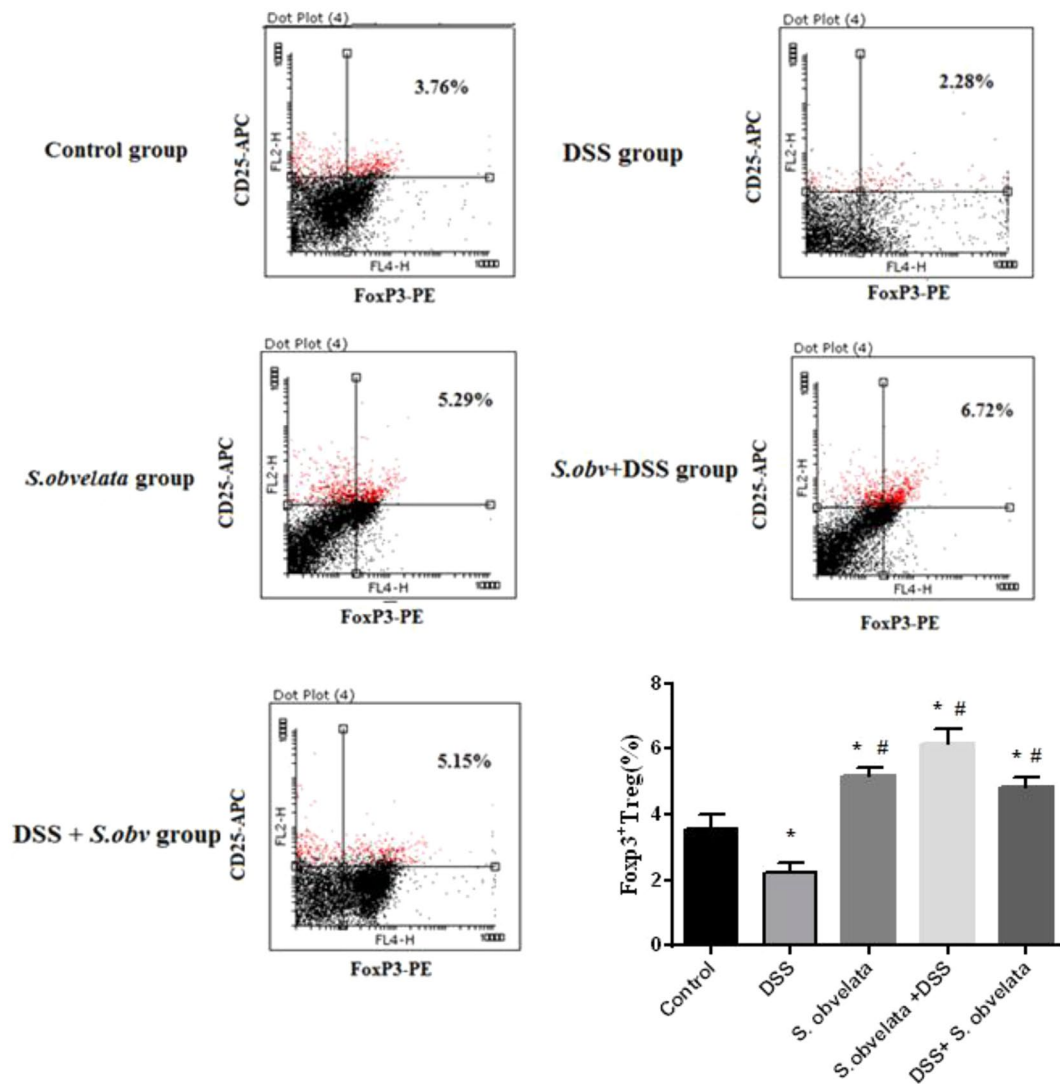 Dot Plot (4)
Control group
CD25-APC
FL2-H
3.76%
FL4-H
FoxP3-PE
Dot Plot (4)
DSS group
CD25-APC
FL2-H
2.28%
FL4-H
FoxP3-PE
Dot Plot (4)
S.obvelata group
CD25-APC
FL2-H
5.29%
FL4-H
FoxP3-PE
Dot Plot (4)
S.obv+DSS group
CD25-APC
FL2-H
6.72%
FL4-H
FoxP3-PE
Dot Plot (4)
DSS + S.obv group
CD25-APC
FL2-H
5.15%
FL4-H
FoxP3-PE
Foxp3⁺Treg(%)
8
6
4
2
0
*
* #
* #
* #
Control
DSS
S. obvelata
S.obvelata +DSS
DSS+ S. obvelata